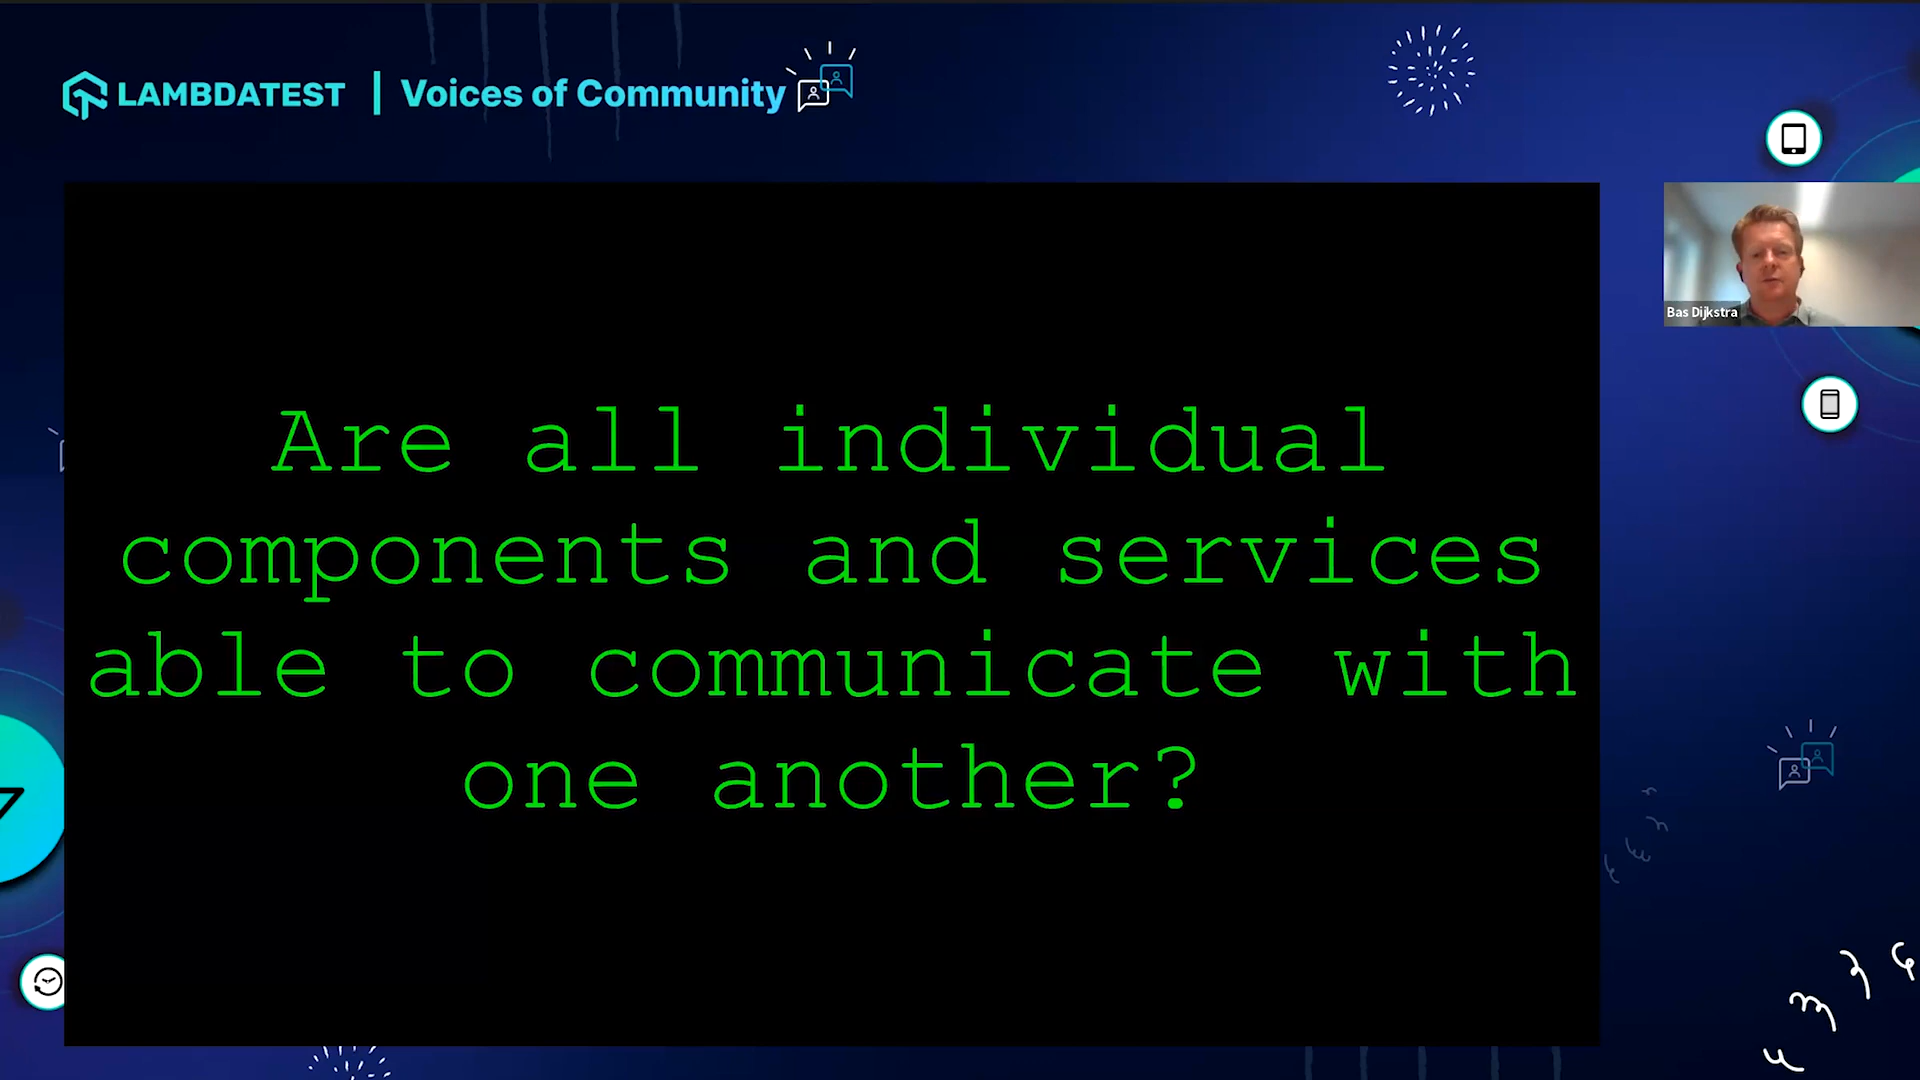 LAMBDATEST | Voices of Community
Bas Dijkstra
Are all individual
components and services
able to communicate with
one another?